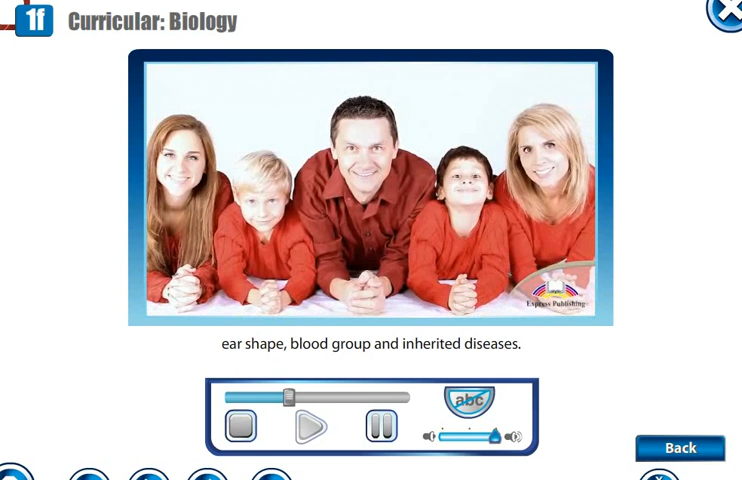 1f Curricular: Biology
Express Publishing
ear shape, blood group and inherited diseases.
abc
Back